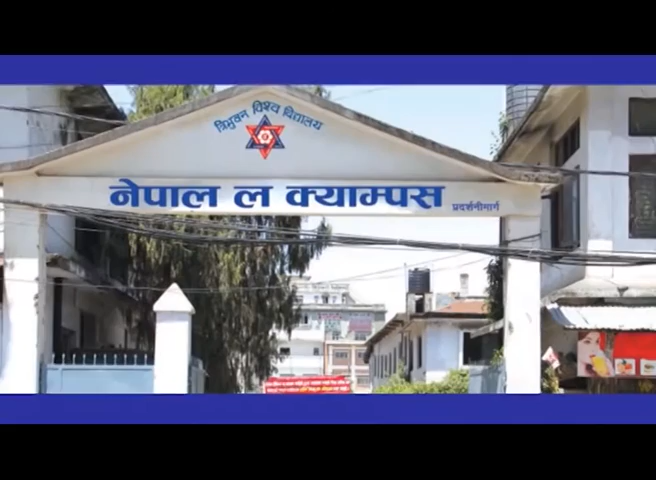 त्रिभुवन विश्व विद्यालय
नेपाल ल क्याम्पस
प्रदर्शनीमार्ग